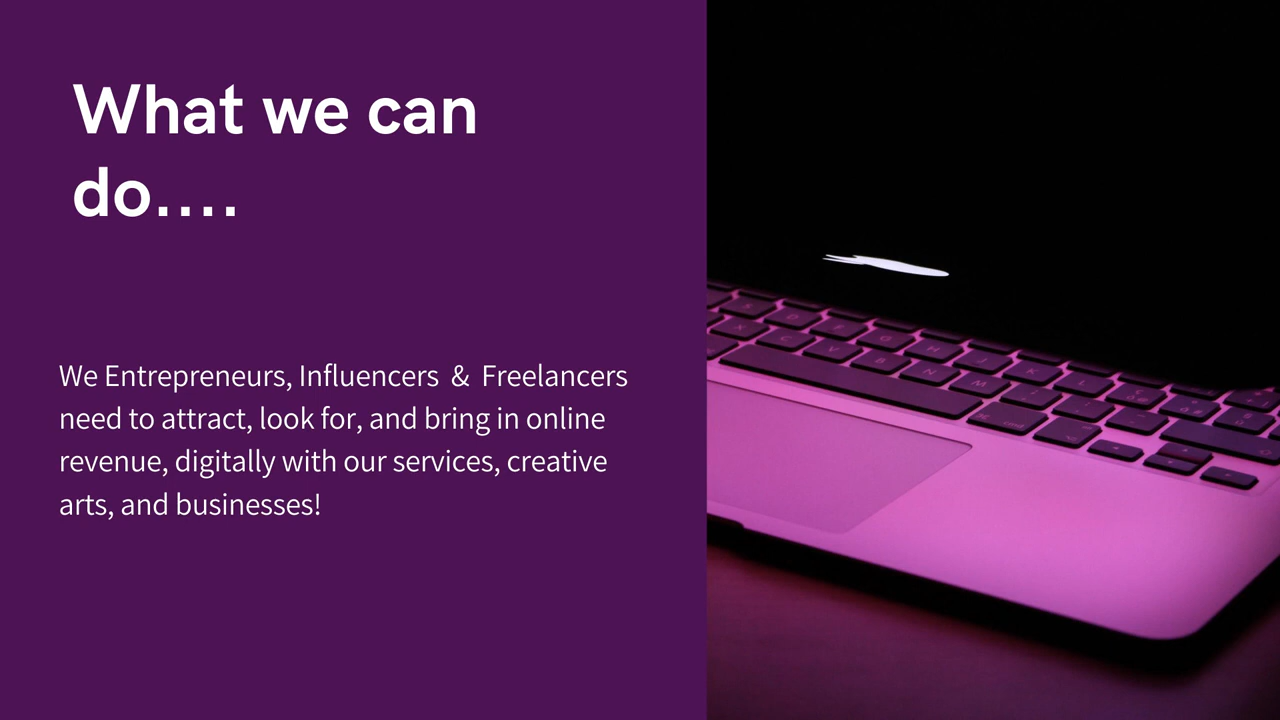 What we can
do....
We Entrepreneurs, Influencers & Freelancers
need to attract, look for, and bring in online
revenue, digitally with our services, creative
arts, and businesses!